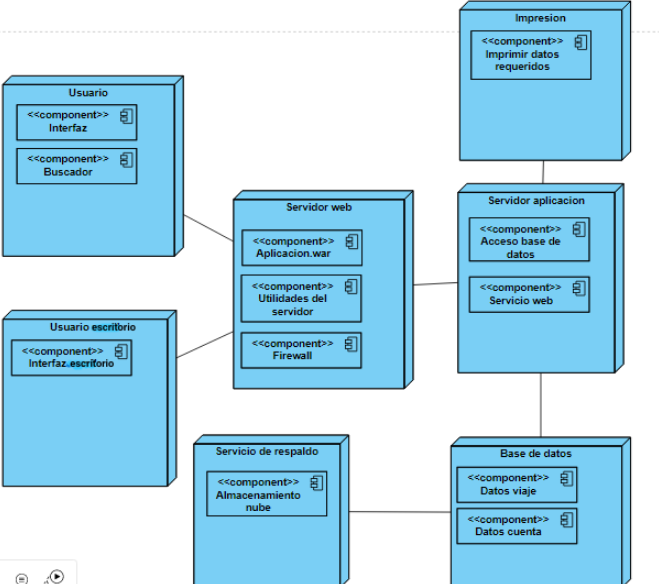 Impresion
<<component>>
Imprimir datos
requeridos
Usuario
<<component>>
Interfaz
<<component>>
Buscador
Servidor web
<<component>>
Aplicacion.war
<<component>>
Utilidades del
servidor
<<component>>
Firewall
Servidor aplicacion
<<component>>
Acceso base de
datos
<<component>>
Servicio web
Usuario escritorio
<<component>>
Interfaz escritorio
Servicio de respaldo
<<component>>
Almacenamiento
nube
Base de datos
<<component>>
Datos viaje
<<component>>
Datos cuenta